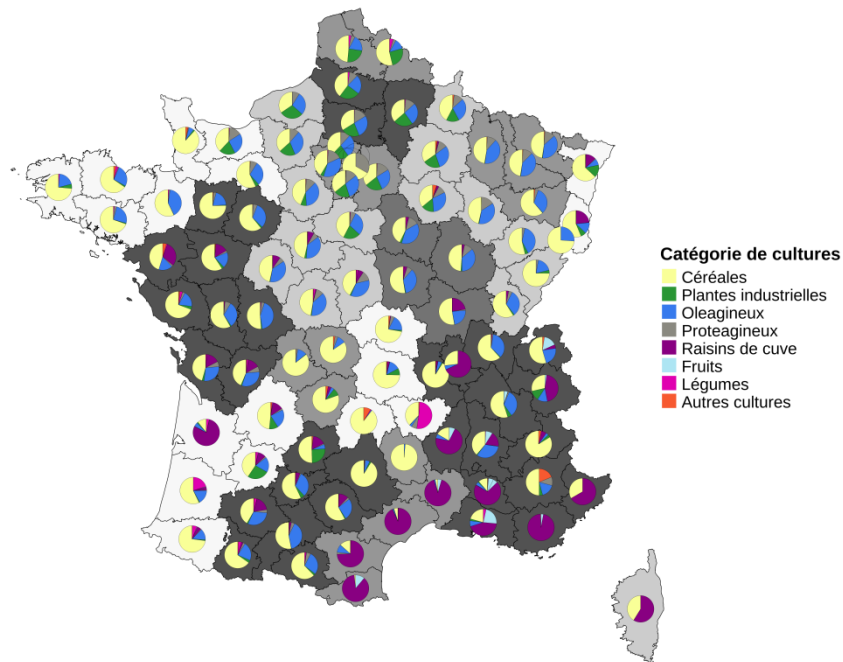 Catégorie de cultures
Céréales
Plantes industrielles
Oleagineux
Proteagineux
Raisins de cuve
Fruits
Légumes
Autres cultures